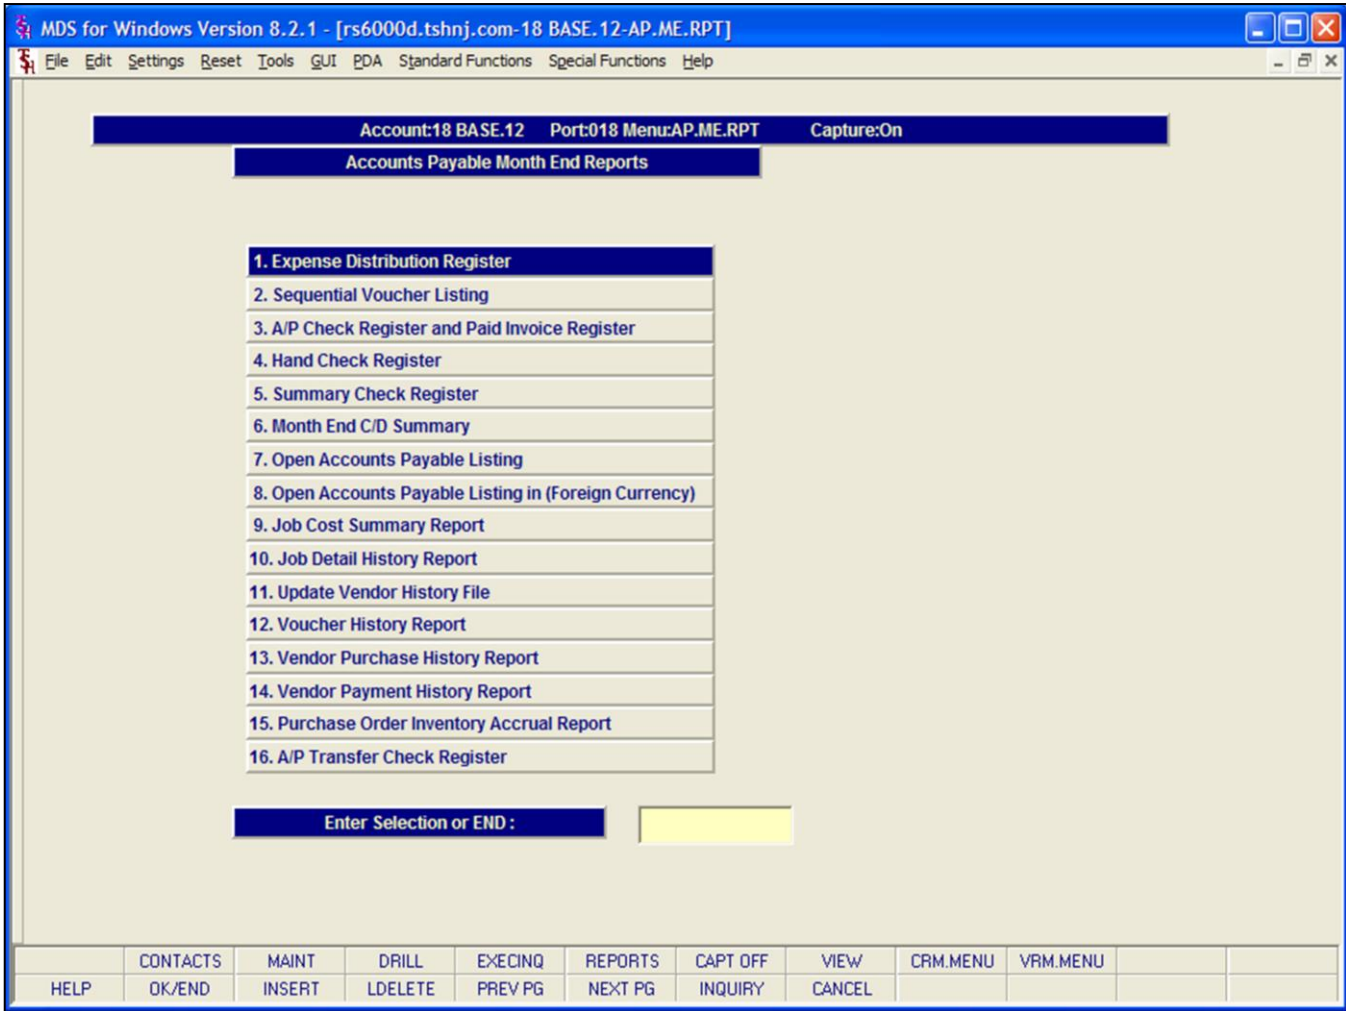 MDS for Windows Version 8.2.1 - [rs6000d.tshnj.com-18 BASE.12-AP.ME.RPT]
File Edit Settings Reset Tools GUI PDA Standard Functions Special Functions Help
Account:18 BASE.12 Port:018 Menu:AP.ME.RPT Capture:On
Accounts Payable Month End Reports
1. Expense Distribution Register
2. Sequential Voucher Listing
3. A/P Check Register and Paid Invoice Register
4. Hand Check Register
5. Summary Check Register
6. Month End C/D Summary
7. Open Accounts Payable Listing
8. Open Accounts Payable Listing in (Foreign Currency)
9. Job Cost Summary Report
10. Job Detail History Report
11. Update Vendor History File
12. Voucher History Report
13. Vendor Purchase History Report
14. Vendor Payment History Report
15. Purchase Order Inventory Accrual Report
16. A/P Transfer Check Register
Enter Selection or END :
CONTACTS MAINT DRILL EXECINQ REPORTS CAPT OFF VIEW CRM.MENU VRM.MENU
HELP OK/END INSERT LDELETE PREV PG NEXT PG INQUIRY CANCEL